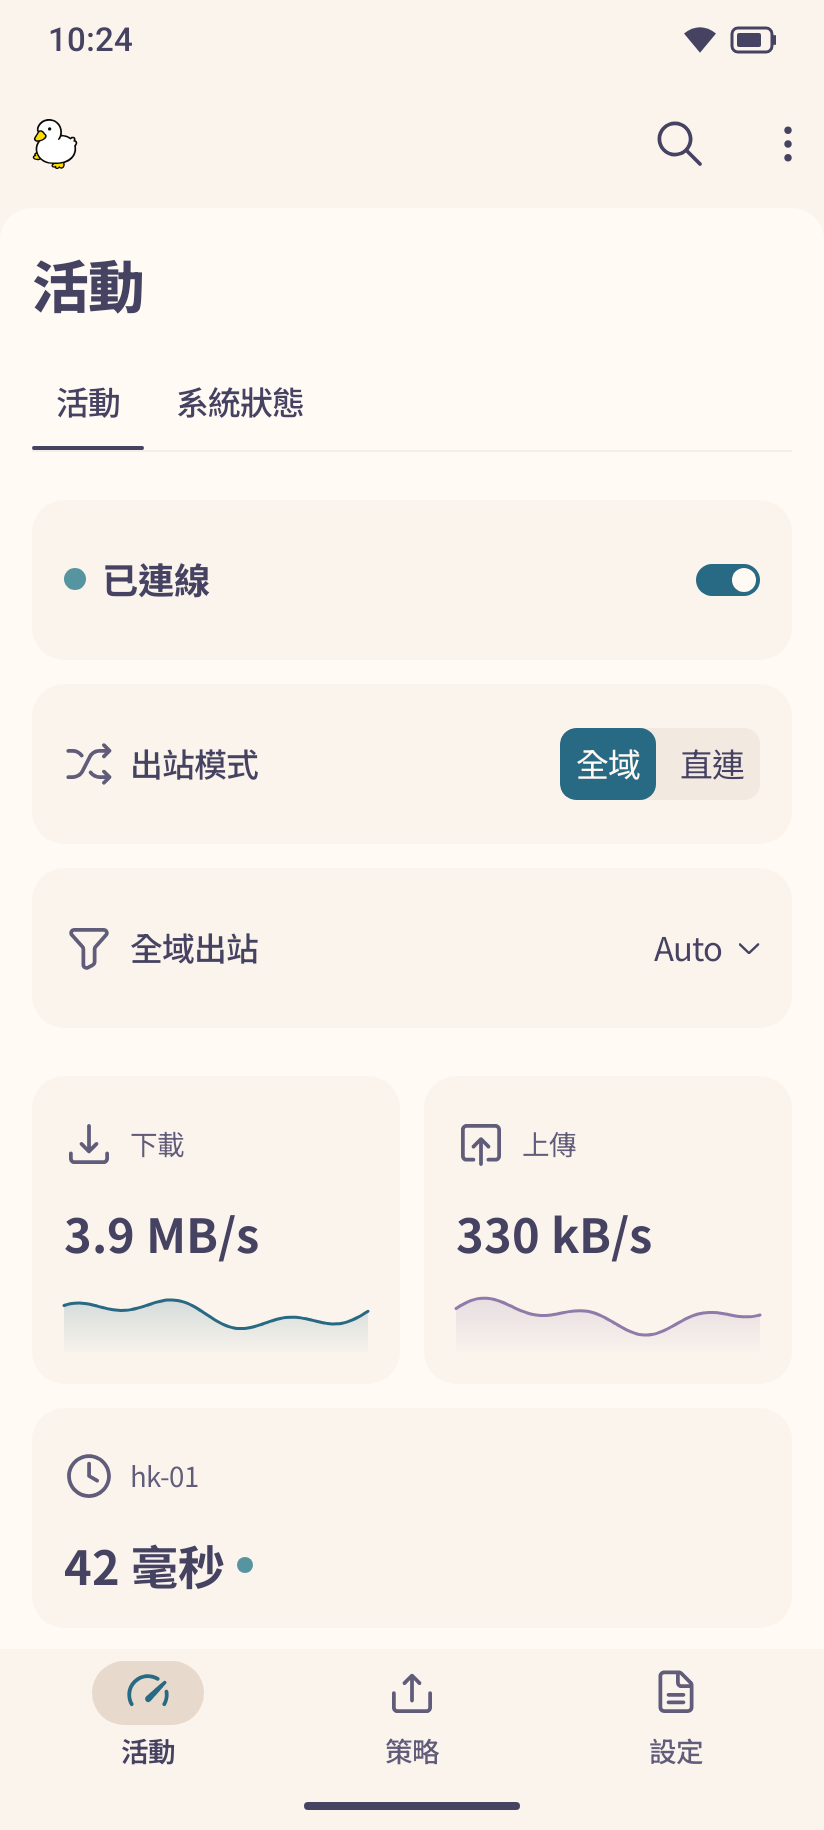 10:24
活動
活動 系統狀態
已連線
出站模式 全域 直連
全域出站 Auto
下載 上傳
3.9 MB/s 330 kB/s
hk-01
42 毫秒
活動 策略 設定